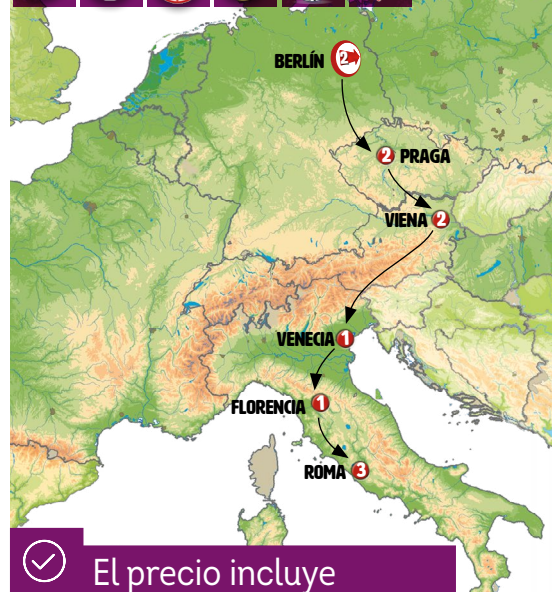 BERLÍN 2
2 PRAGA
VIENA 2
VENECIA 1
FLORENCIA 1
ROMA 3
El precio incluye